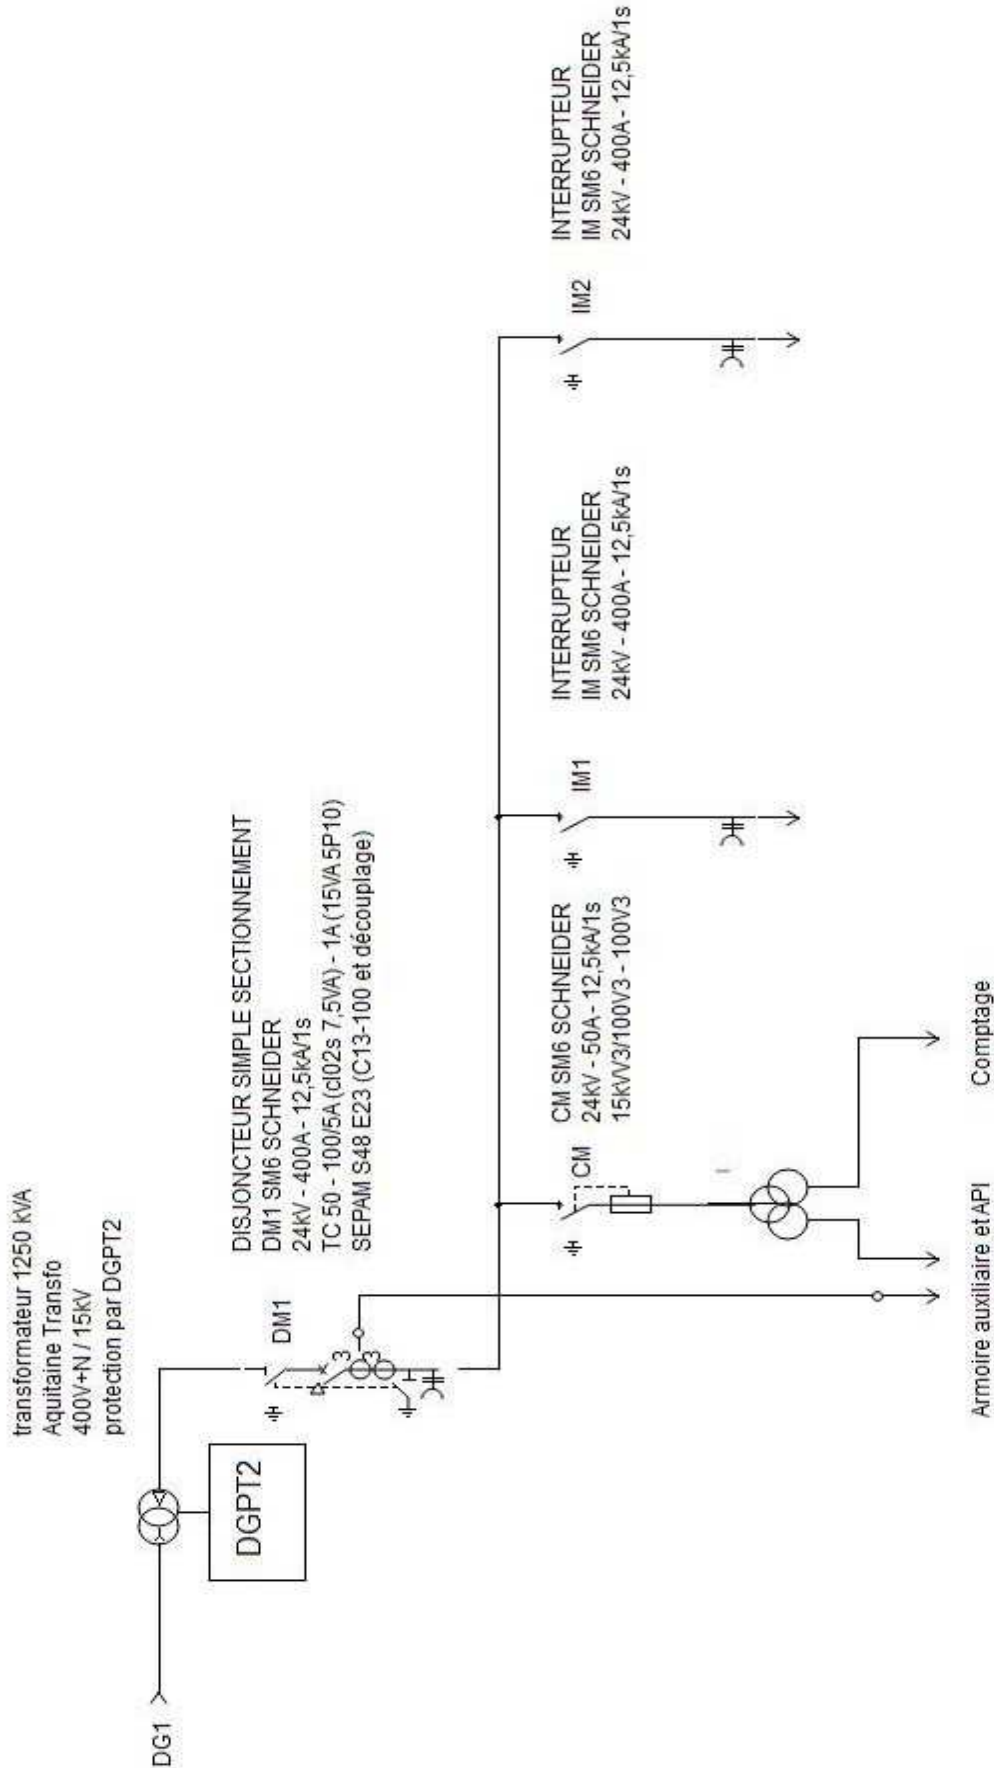 transformateur 1250 kVA
Aquitaine Transfo
400V+N / 15kV
protection par DGPT2
DG1
DGPT2
DM1
DISJONCTEUR SIMPLE SECTIONNEMENT
DM1 SM6 SCHNEIDER
24kV - 400A - 12,5kA/1s
TC 50 - 100/5A (cl02s 7,5VA) - 1A (15VA 5P10)
SEPAM S48 E23 (C13-100 et découplage)
3
3
CM
CM SM6 SCHNEIDER
24kV - 50A - 12,5kA/1s
15kV√3/100V3 - 100V3
IM1
INTERRUPTEUR
IM SM6 SCHNEIDER
24kV - 400A - 12,5kA/1s
IM2
INTERRUPTEUR
IM SM6 SCHNEIDER
24kV - 400A - 12,5kA/1s
Armoire auxiliaire et API
Comptage